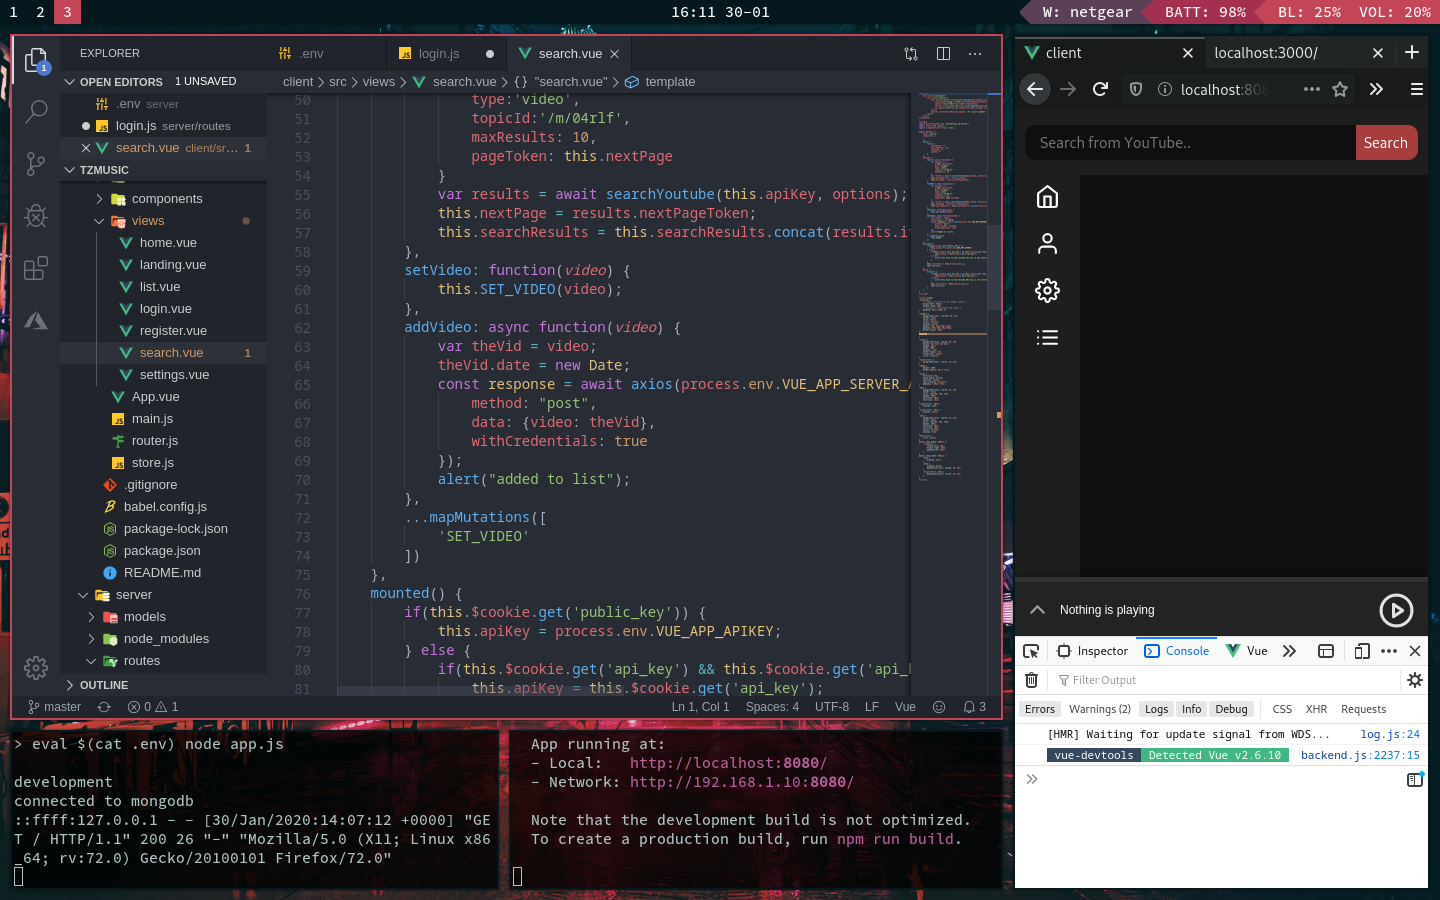 1 2 3
16:11 30-01
W: netgear BATT: 98% BL: 25% VOL: 20%
EXPLORER
OPEN EDITORS 1 UNSAVED
.env server
login.js server/routes
search.vue client/sr... 1
TZMUSIC
components
views
home.vue
landing.vue
list.vue
login.vue
register.vue
search.vue 1
settings.vue
App.vue
main.js
router.js
store.js
.gitignore
babel.config.js
package-lock.json
package.json
README.md
server
models
node_modules
routes
OUTLINE
.env login.js search.vue
client src views search.vue {} "search.vue" template
50 type:'video',
51 topicId:'/m/04rlf',
52 maxResults: 10,
53 pageToken: this.nextPage
54 }
55 var results = await searchYoutube(this.apiKey, options);
56 this.nextPage = results.nextPageToken;
57 this.searchResults = this.searchResults.concat(results.it
58 },
59 setVideo: function(video) {
60 this.SET_VIDEO(video);
61 },
62 addVideo: async function(video) {
63 var theVid = video;
64 theVid.date = new Date;
65 const response = await axios(process.env.VUE_APP_SERVER_A
66 method: "post",
67 data: {video: theVid},
68 withCredentials: true
69 });
70 alert("added to list");
71 },
72 ...mapMutations([
73 'SET_VIDEO'
74 ])
75 },
76 mounted() {
77 if(this.$cookie.get('public_key')) {
78 this.apiKey = process.env.VUE_APP_APIKEY;
79 } else {
80 if(this.$cookie.get('api_key') && this.$cookie.get('api_k
81 this.apiKey = this.$cookie.get('api_key');
master 0 1 Ln 1, Col 1 Spaces: 4 UTF-8 LF Vue 3
> eval $(cat .env) node app.js
development
connected to mongodb
::ffff:127.0.0.1 - - [30/Jan/2020:14:07:12 +0000] "GE
T / HTTP/1.1" 200 26 "-" "Mozilla/5.0 (X11; Linux x86
_64; rv:72.0) Gecko/20100101 Firefox/72.0"
App running at:
- Local: http://localhost:8080/
- Network: http://192.168.1.10:8080/
Note that the development build is not optimized.
To create a production build, run npm run build.
client localhost:3000/
localhost:808
Search from YouTube.. Search
Nothing is playing
Inspector Console Vue
Filter Output
Errors Warnings (2) Logs Info Debug CSS XHR Requests
[HMR] Waiting for update signal from WDS... log.js:24
vue-devtools Detected Vue v2.6.10 backend.js:2237:15